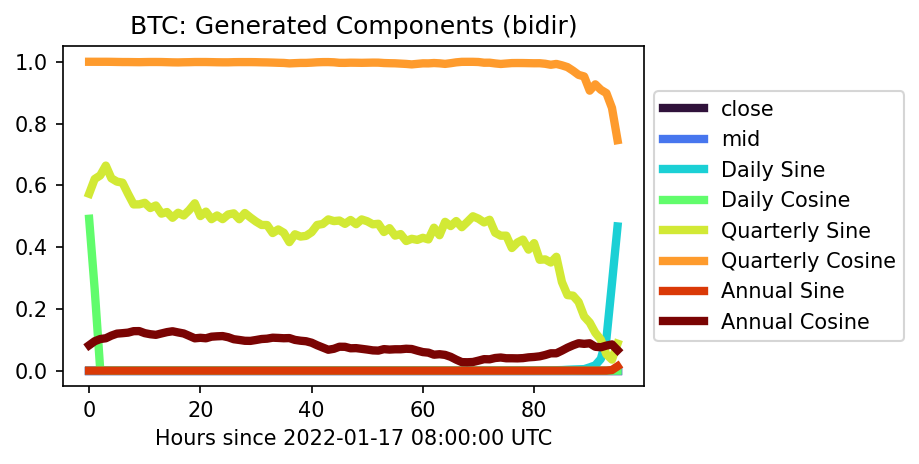 BTC: Generated Components (bidir)
1.0
0.8
0.6
0.4
0.2
0.0
0
20
40
60
80
Hours since 2022-01-17 08:00:00 UTC
close
mid
Daily Sine
Daily Cosine
Quarterly Sine
Quarterly Cosine
Annual Sine
Annual Cosine